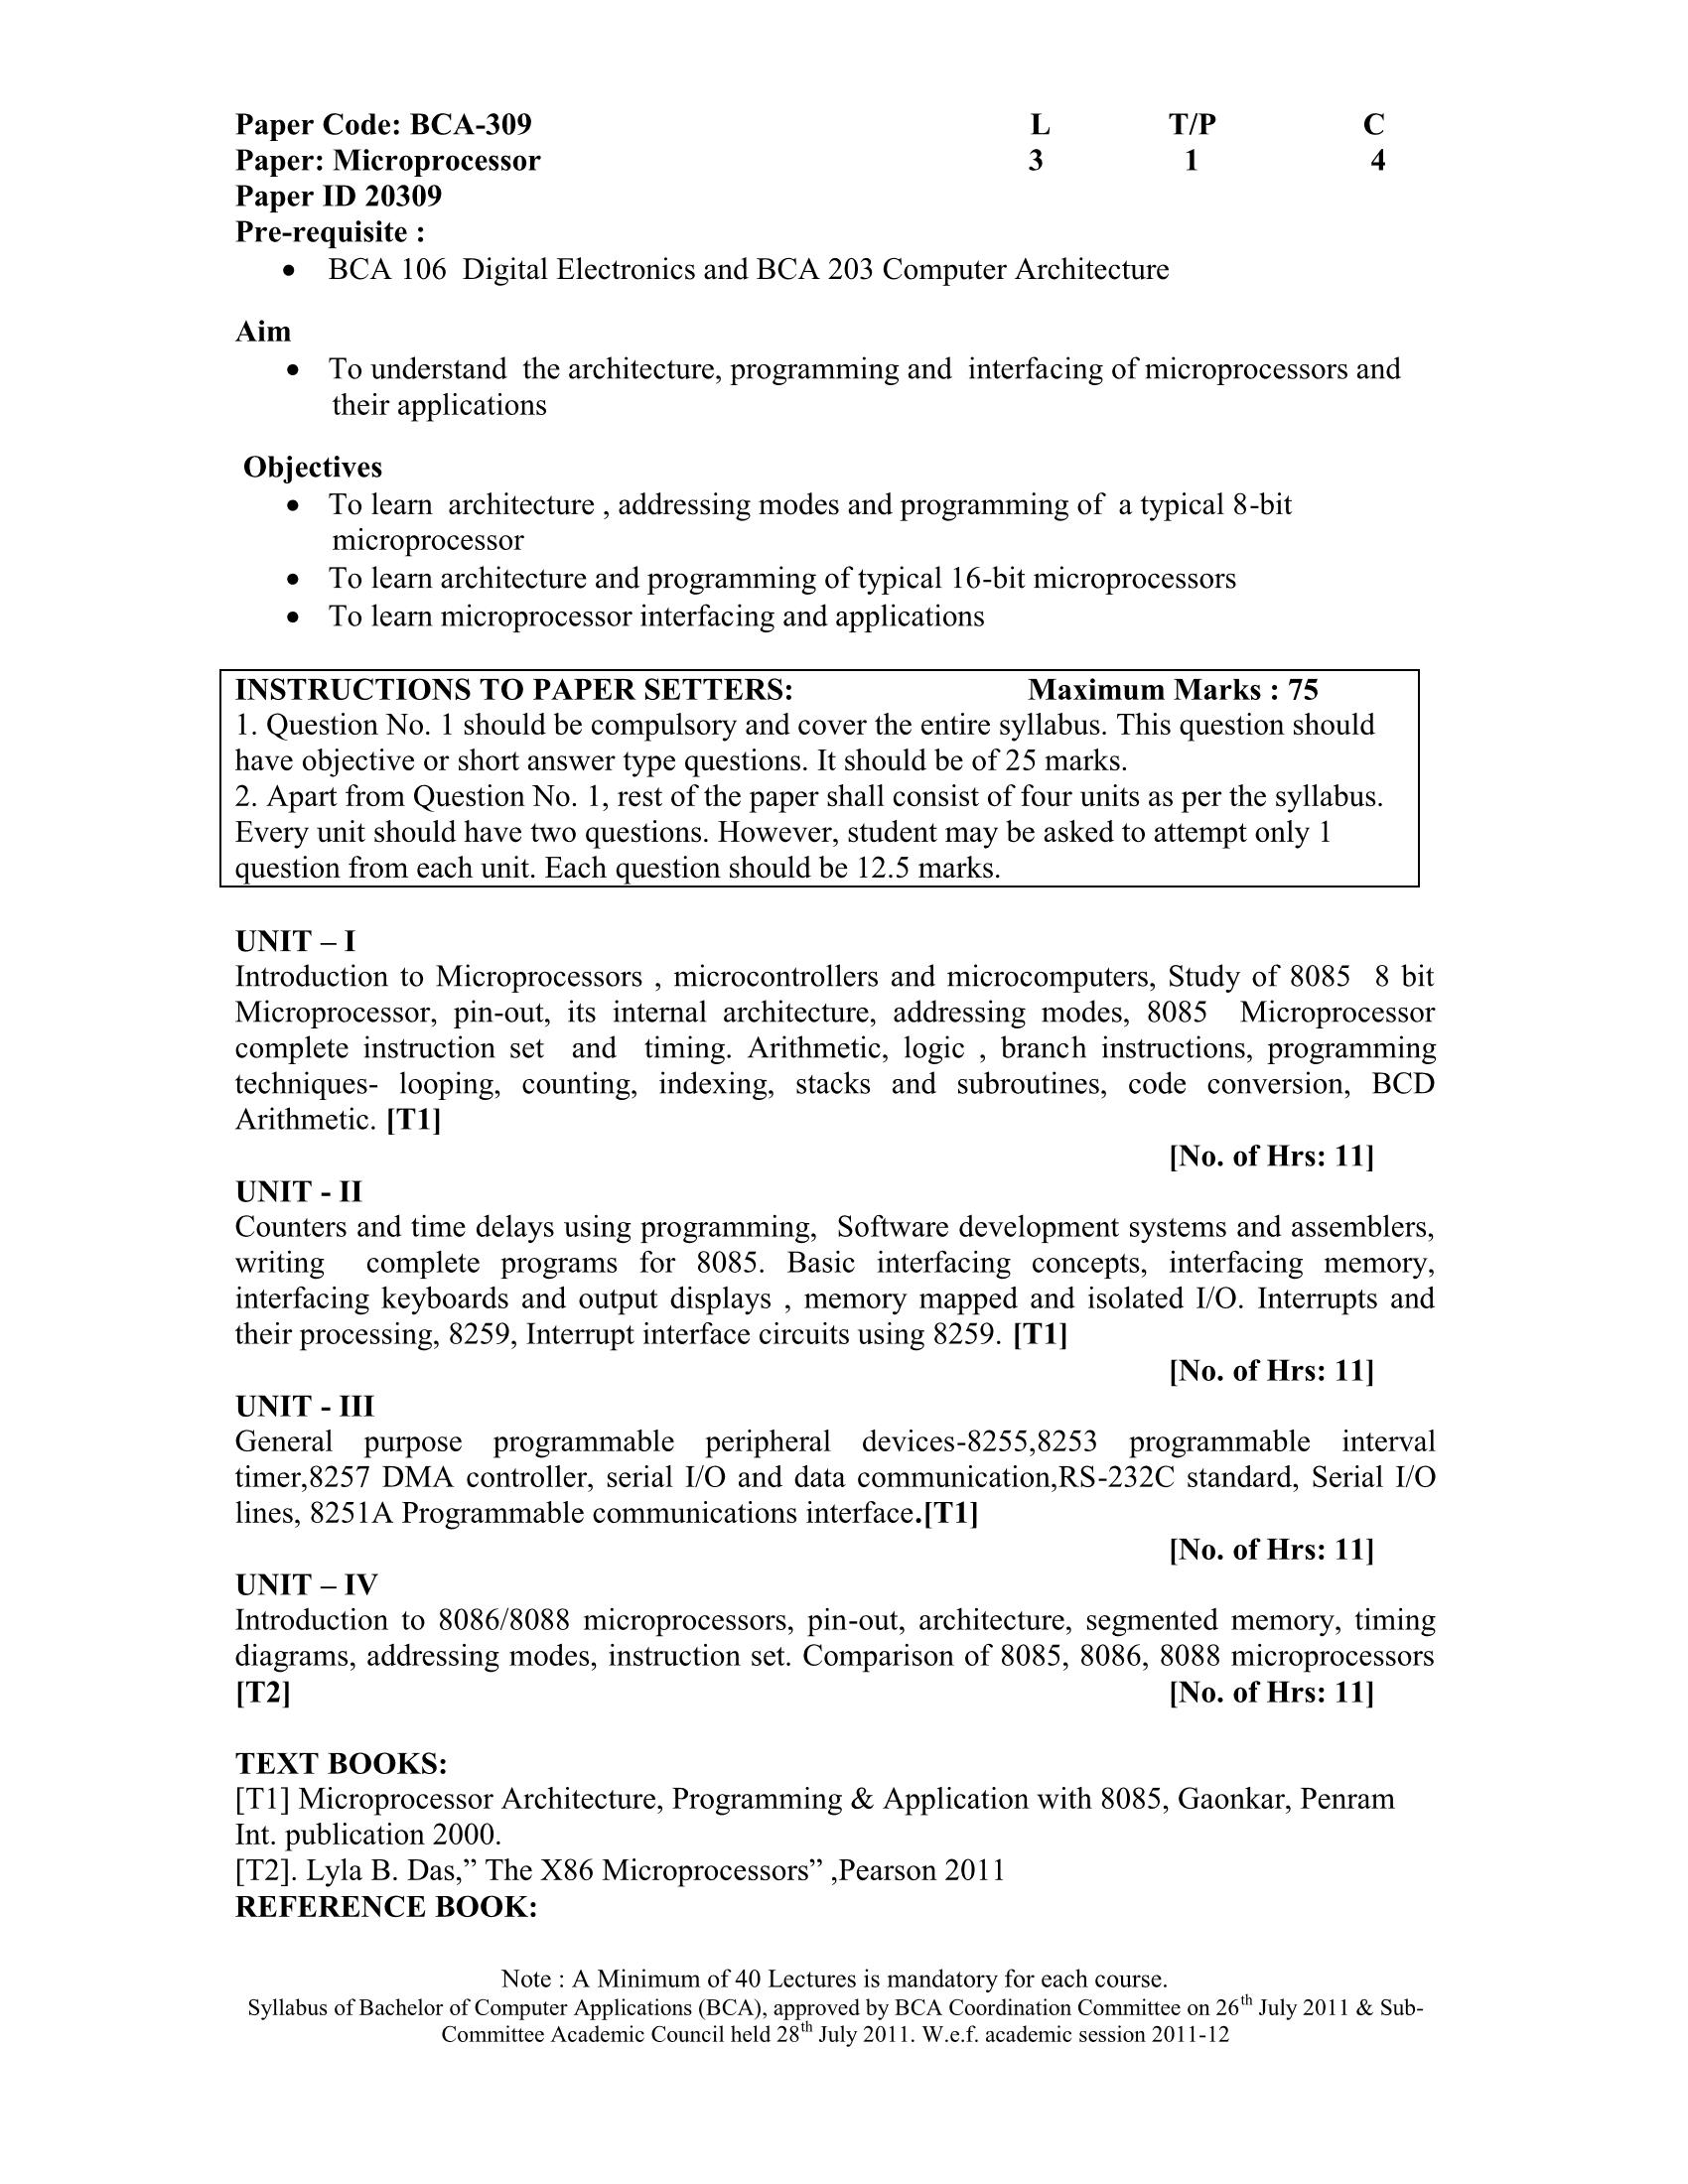 Paper Code: BCA-309 L T/P C
Paper: Microprocessor 3 1 4
Paper ID 20309
Pre-requisite :
• BCA 106 Digital Electronics and BCA 203 Computer Architecture
Aim
• To understand the architecture, programming and interfacing of microprocessors and
their applications
Objectives
• To learn architecture , addressing modes and programming of a typical 8-bit
microprocessor
• To learn architecture and programming of typical 16-bit microprocessors
• To learn microprocessor interfacing and applications
INSTRUCTIONS TO PAPER SETTERS: Maximum Marks : 75
1. Question No. 1 should be compulsory and cover the entire syllabus. This question should
have objective or short answer type questions. It should be of 25 marks.
2. Apart from Question No. 1, rest of the paper shall consist of four units as per the syllabus.
Every unit should have two questions. However, student may be asked to attempt only 1
question from each unit. Each question should be 12.5 marks.
UNIT – I
Introduction to Microprocessors , microcontrollers and microcomputers, Study of 8085 8 bit
Microprocessor, pin-out, its internal architecture, addressing modes, 8085 Microprocessor
complete instruction set and timing. Arithmetic, logic , branch instructions, programming
techniques- looping, counting, indexing, stacks and subroutines, code conversion, BCD
Arithmetic. [T1]
[No. of Hrs: 11]
UNIT - II
Counters and time delays using programming, Software development systems and assemblers,
writing complete programs for 8085. Basic interfacing concepts, interfacing memory,
interfacing keyboards and output displays , memory mapped and isolated I/O. Interrupts and
their processing, 8259, Interrupt interface circuits using 8259. [T1]
[No. of Hrs: 11]
UNIT - III
General purpose programmable peripheral devices-8255,8253 programmable interval
timer,8257 DMA controller, serial I/O and data communication,RS-232C standard, Serial I/O
lines, 8251A Programmable communications interface.[T1]
[No. of Hrs: 11]
UNIT – IV
Introduction to 8086/8088 microprocessors, pin-out, architecture, segmented memory, timing
diagrams, addressing modes, instruction set. Comparison of 8085, 8086, 8088 microprocessors
[T2] [No. of Hrs: 11]
TEXT BOOKS:
[T1] Microprocessor Architecture, Programming & Application with 8085, Gaonkar, Penram
Int. publication 2000.
[T2]. Lyla B. Das,” The X86 Microprocessors” ,Pearson 2011
REFERENCE BOOK:
Note : A Minimum of 40 Lectures is mandatory for each course.
Syllabus of Bachelor of Computer Applications (BCA), approved by BCA Coordination Committee on 26th July 2011 & Sub-
Committee Academic Council held 28th July 2011. W.e.f. academic session 2011-12